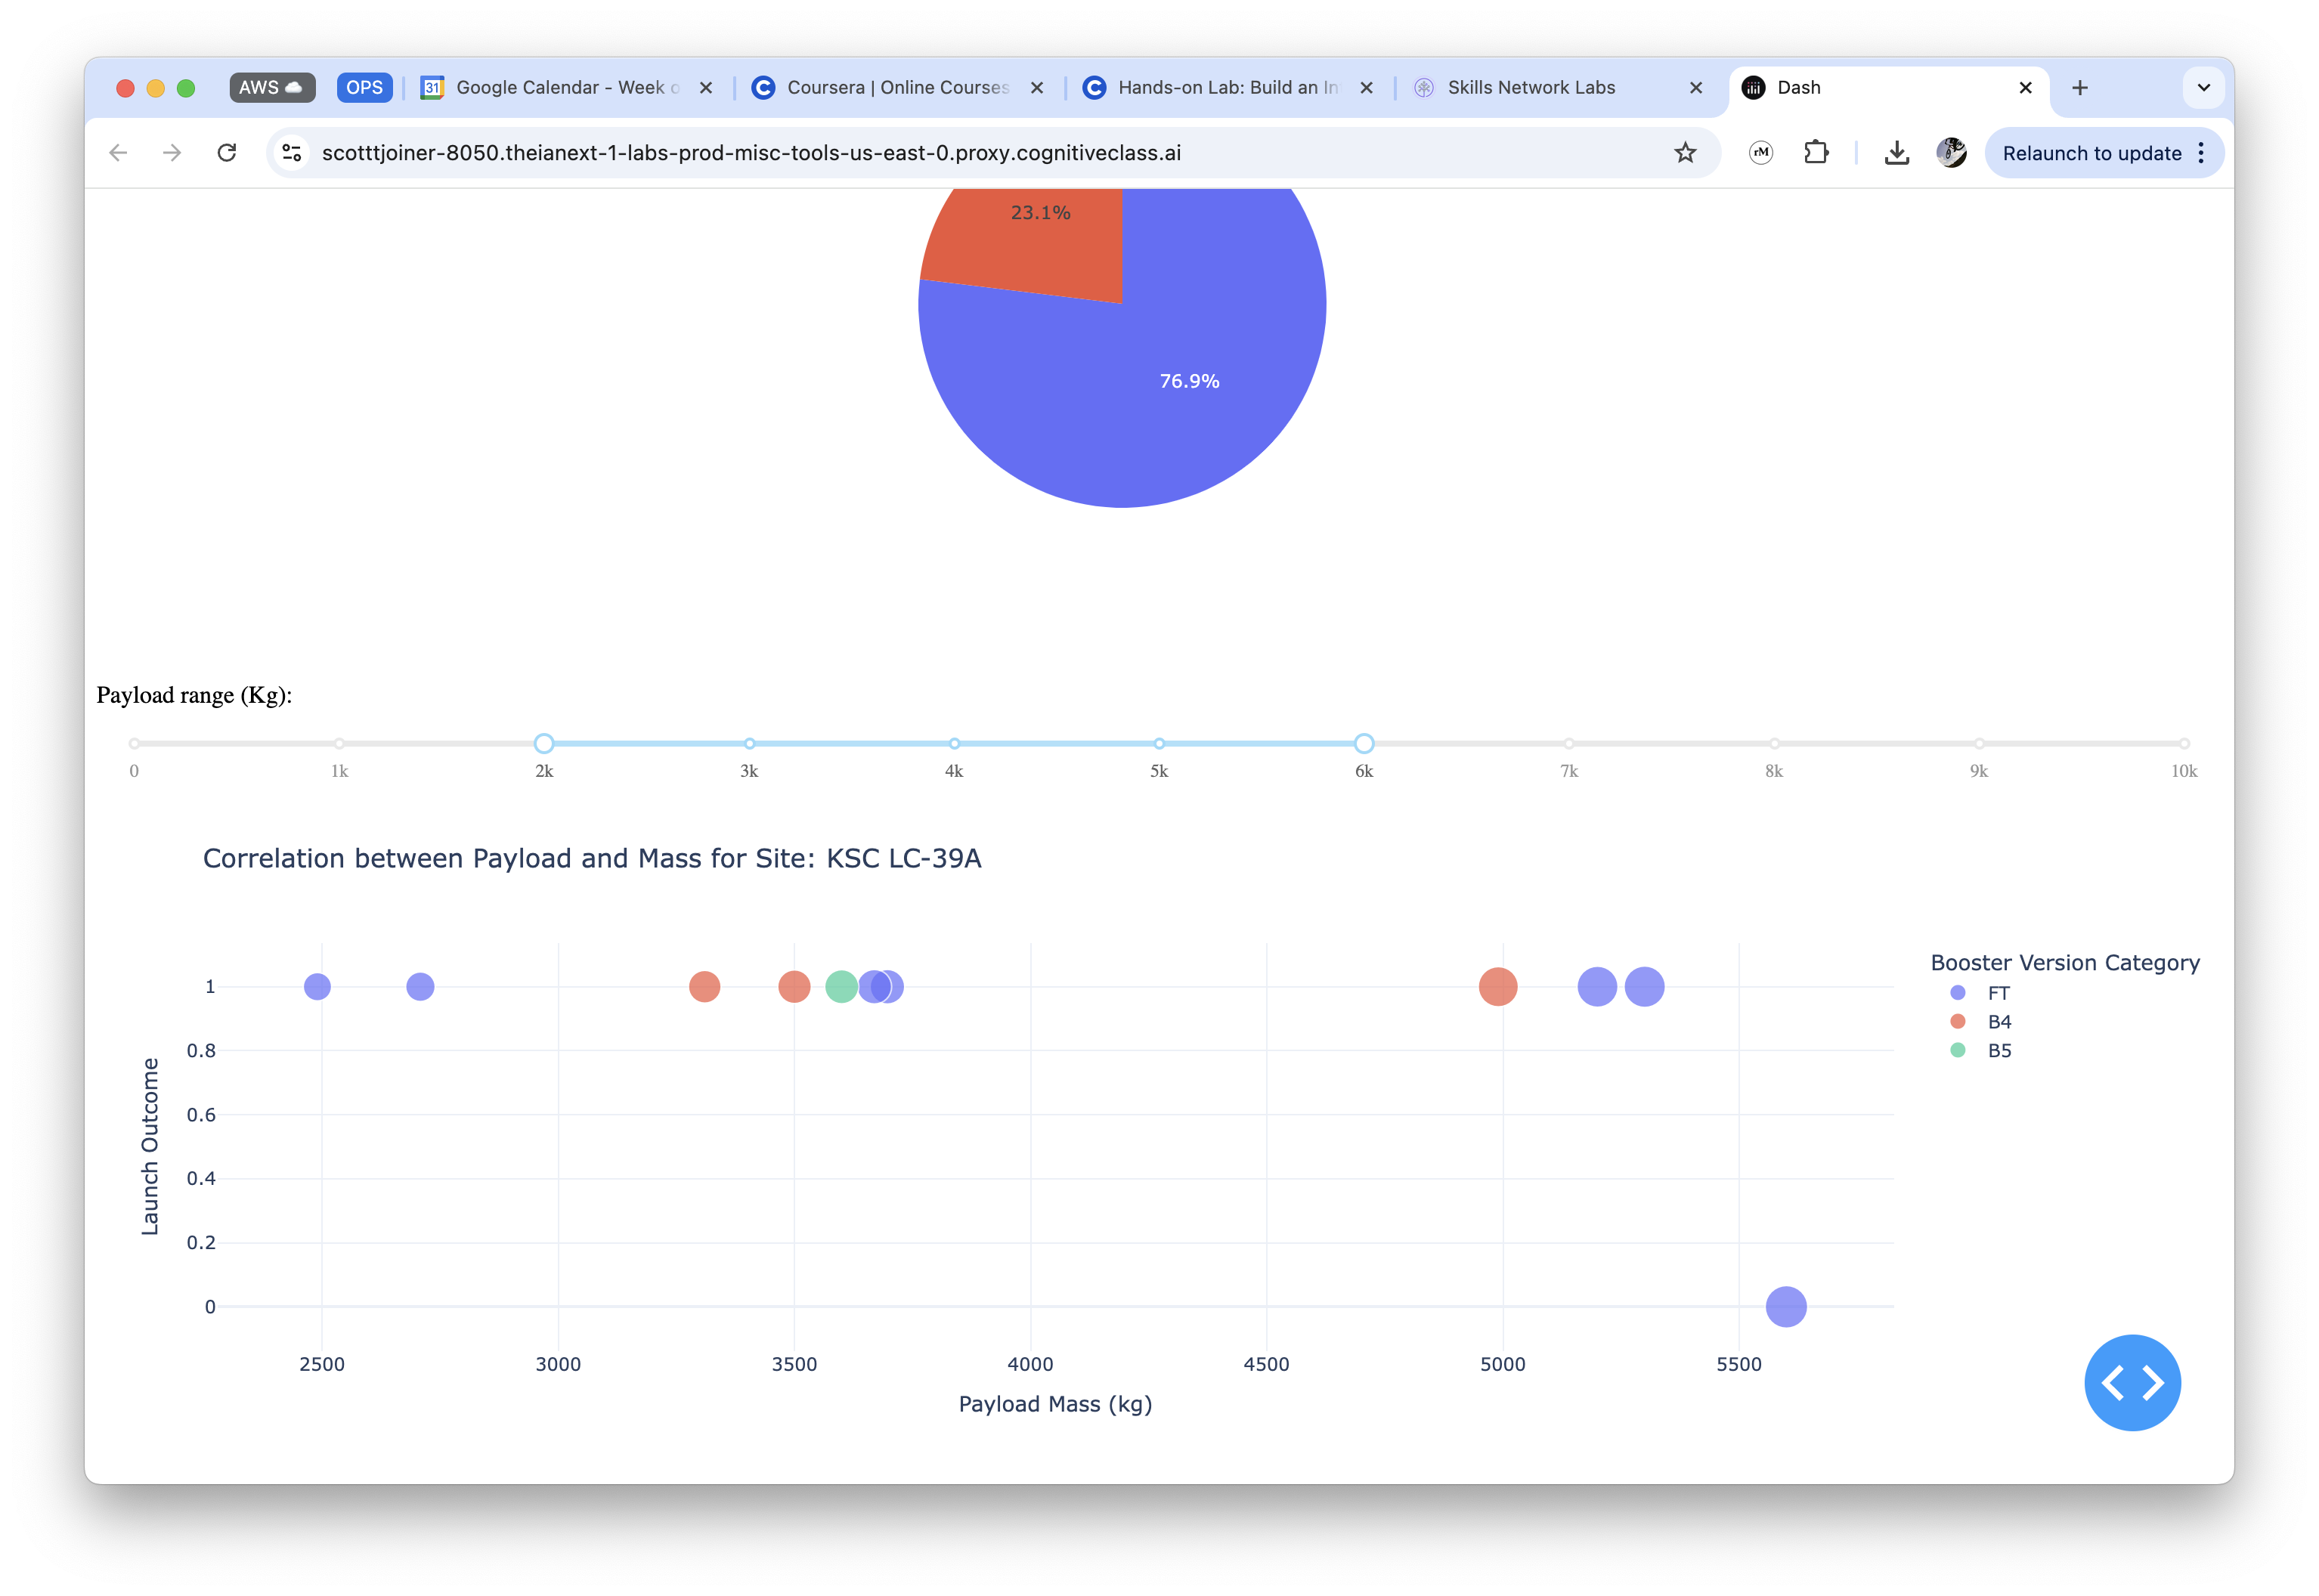 AWS OPS 31 Google Calendar - Week o Coursera | Online Courses Hands-on Lab: Build an In Skills Network Labs Dash
scotttjoiner-8050.theianext-1-labs-prod-misc-tools-us-east-0.proxy.cognitiveclass.ai rM Relaunch to update
23.1%
76.9%
Payload range (Kg):
0 1k 2k 3k 4k 5k 6k 7k 8k 9k 10k
Correlation between Payload and Mass for Site: KSC LC-39A
Booster Version Category
FT
B4
B5
1
0.8
0.6
0.4
0.2
0
Launch Outcome
2500 3000 3500 4000 4500 5000 5500
Payload Mass (kg)